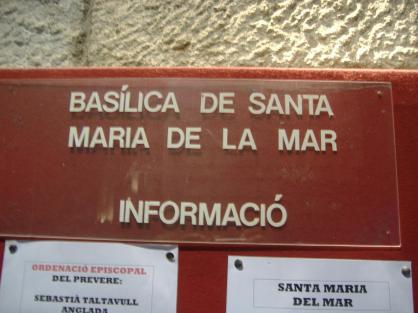 BASÍLICA DE SANTA
MARIA DE LA MAR
INFORMACIÓ
ORDENACIÓ EPISCOPAL
DEL PREVERE:
SEBASTIÀ TALTAVULL
ANGLADA
SANTA MARIA
DEL MAR